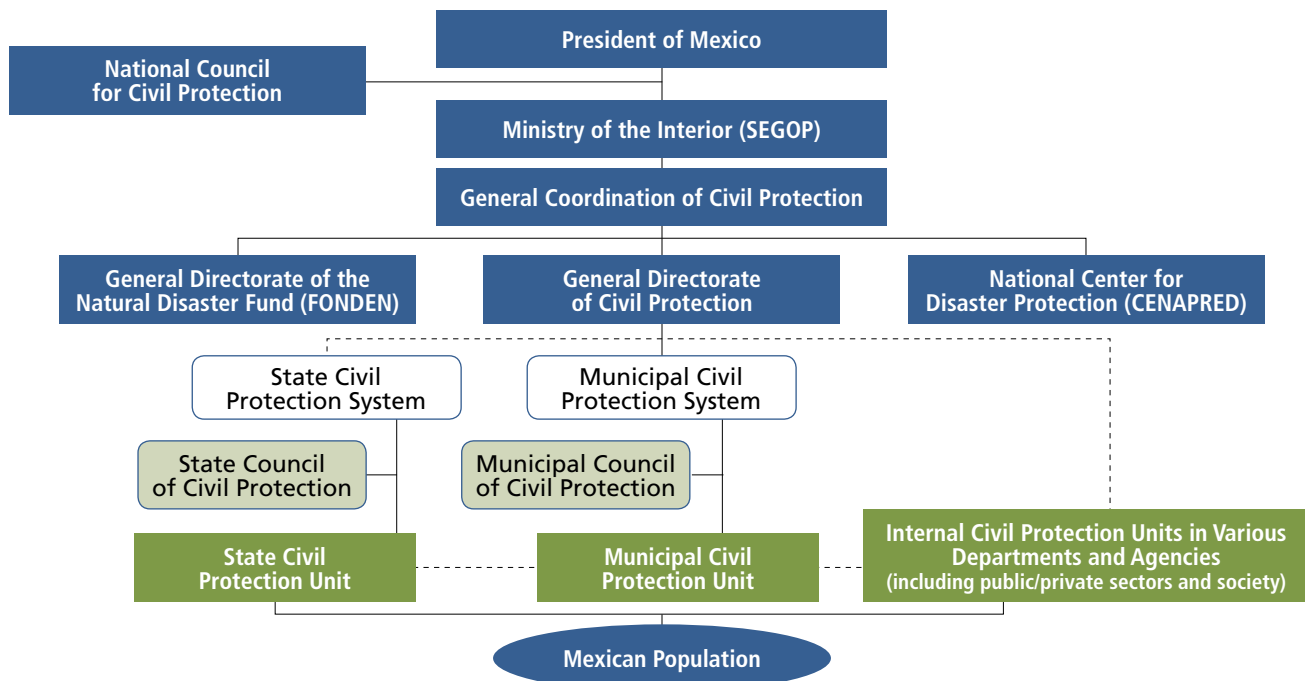 President of Mexico
National Council
for Civil Protection
Ministry of the Interior (SEGOP)
General Coordination of Civil Protection
General Directorate of the
Natural Disaster Fund (FONDEN)
General Directorate
of Civil Protection
National Center for
Disaster Protection (CENAPRED)
State Civil
Protection System
Municipal Civil
Protection System
State Council
of Civil Protection
Municipal Council
of Civil Protection
State Civil
Protection Unit
Municipal Civil
Protection Unit
Internal Civil Protection Units in Various
Departments and Agencies
(including public/private sectors and society)
Mexican Population